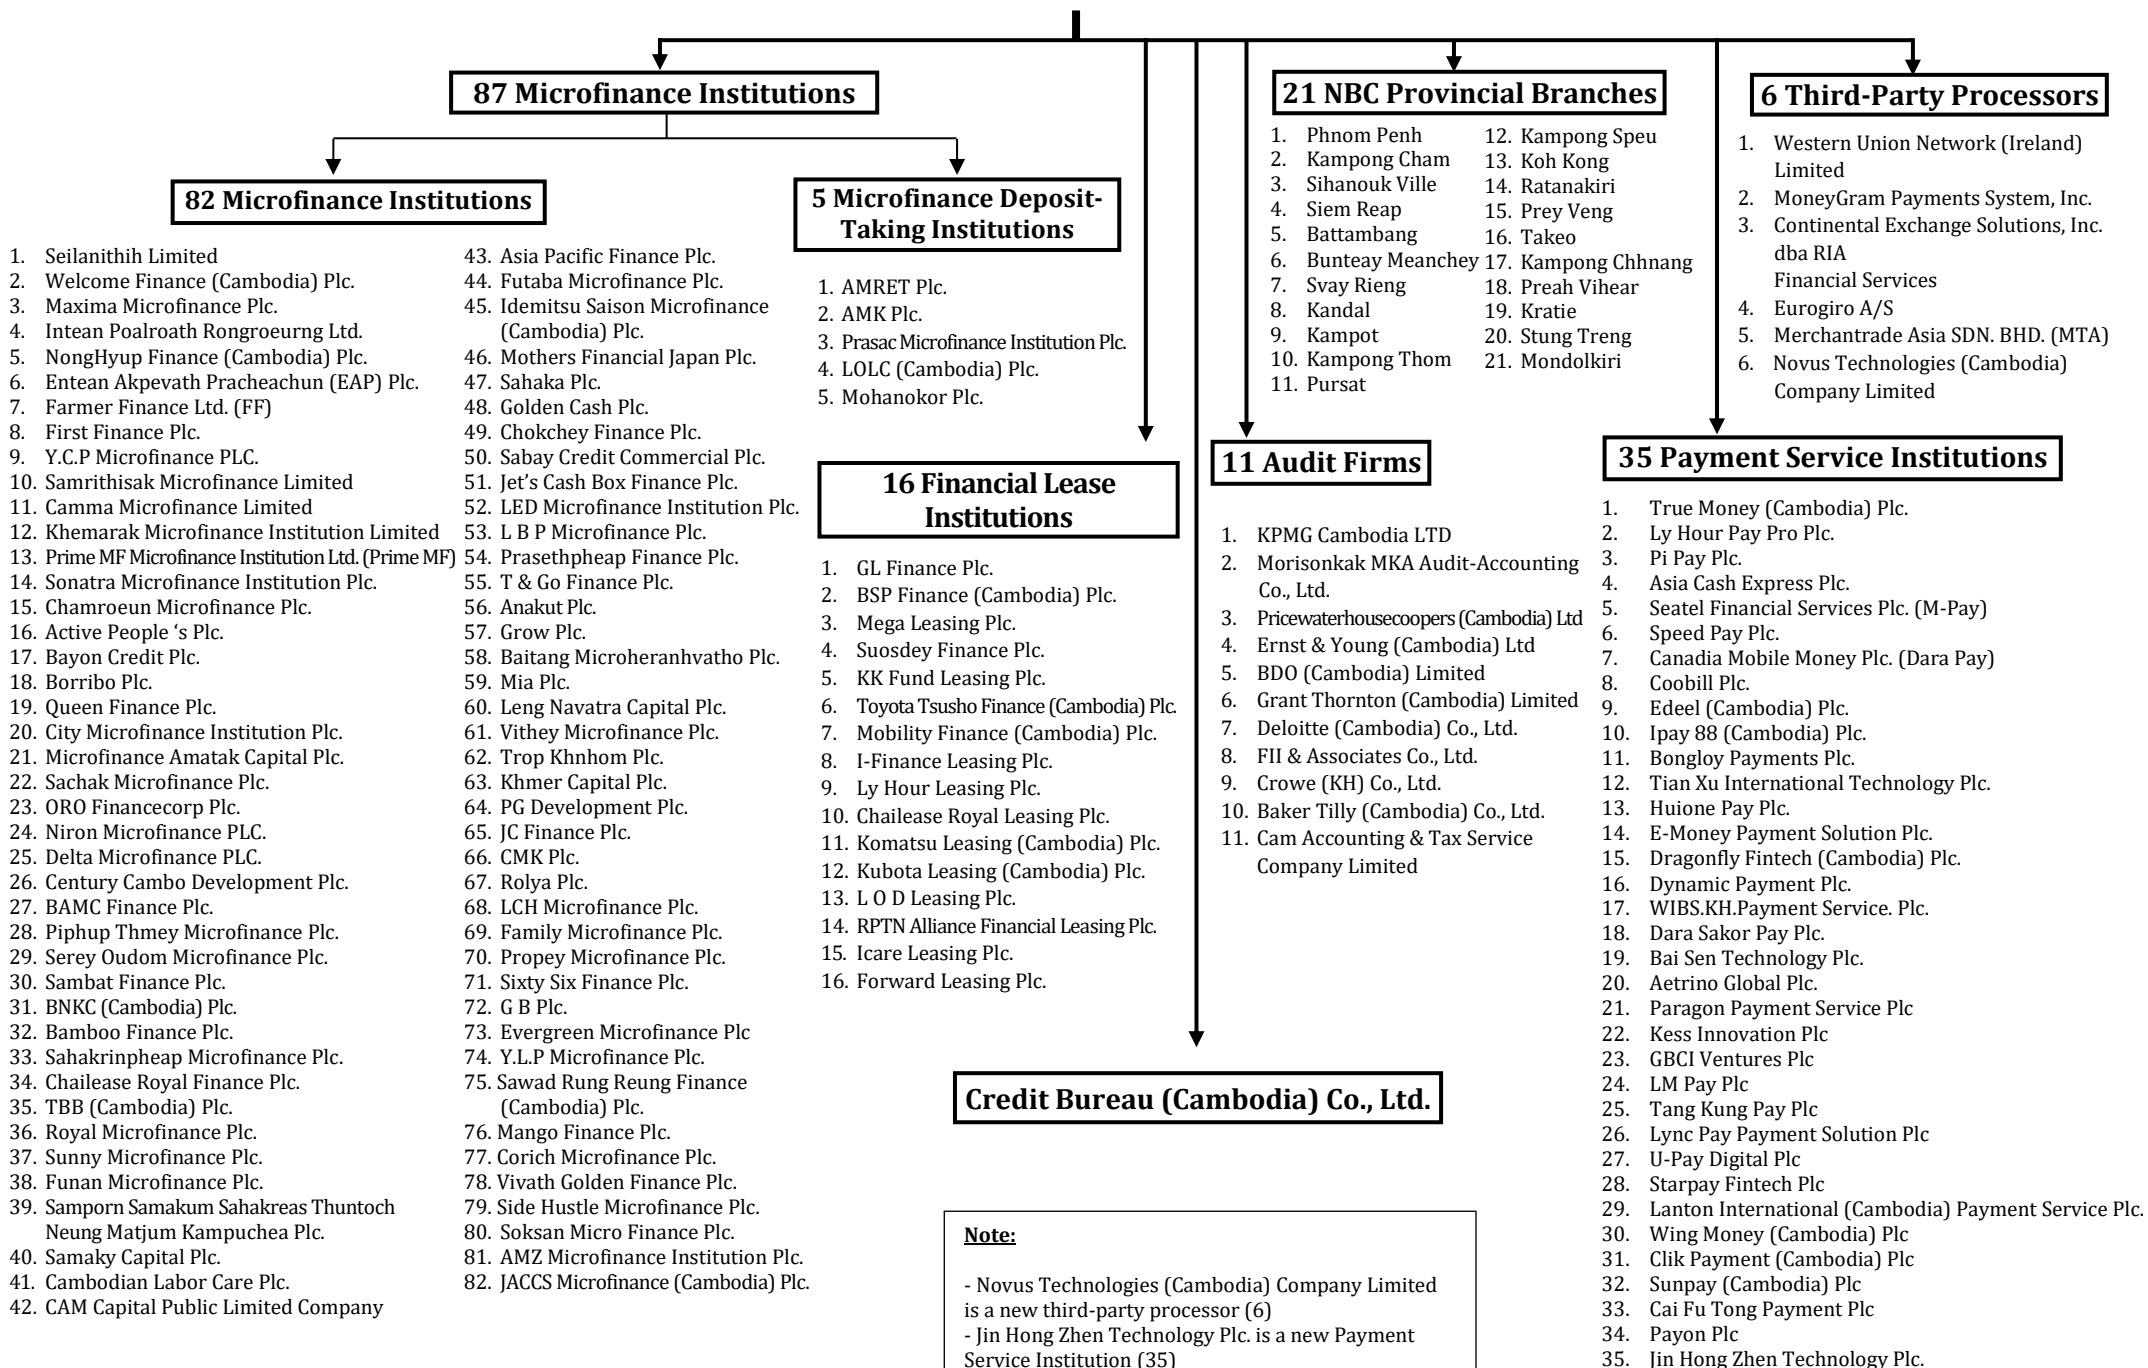 87 Microfinance Institutions
82 Microfinance Institutions
1. Seilanithih Limited
2. Welcome Finance (Cambodia) Plc.
3. Maxima Microfinance Plc.
4. Intean Poalroath Rongroeurng Ltd.
5. NongHyup Finance (Cambodia) Plc.
6. Entean Akpevath Pracheachun (EAP) Plc.
7. Farmer Finance Ltd. (FF)
8. First Finance Plc.
9. Y.C.P Microfinance PLC.
10. Samrithisak Microfinance Limited
11. Camma Microfinance Limited
12. Khemarak Microfinance Institution Limited
13. Prime MF Microfinance Institution Ltd. (Prime MF)
14. Sonatra Microfinance Institution Plc.
15. Chamroeun Microfinance Plc.
16. Active People ‘s Plc.
17. Bayon Credit Plc.
18. Borribo Plc.
19. Queen Finance Plc.
20. City Microfinance Institution Plc.
21. Microfinance Amatak Capital Plc.
22. Sachak Microfinance Plc.
23. ORO Financecorp Plc.
24. Niron Microfinance PLC.
25. Delta Microfinance PLC.
26. Century Cambo Development Plc.
27. BAMC Finance Plc.
28. Piphup Thmey Microfinance Plc.
29. Serey Oudom Microfinance Plc.
30. Sambat Finance Plc.
31. BNKC (Cambodia) Plc.
32. Bamboo Finance Plc.
33. Sahakrinpheap Microfinance Plc.
34. Chailease Royal Finance Plc.
35. TBB (Cambodia) Plc.
36. Royal Microfinance Plc.
37. Sunny Microfinance Plc.
38. Funan Microfinance Plc.
39. Samporn Samakum Sahakreas Thuntoch
Neung Matjum Kampuchea Plc.
40. Samaky Capital Plc.
41. Cambodian Labor Care Plc.
42. CAM Capital Public Limited Company
43. Asia Pacific Finance Plc.
44. Futaba Microfinance Plc.
45. Idemitsu Saison Microfinance
(Cambodia) Plc.
46. Mothers Financial Japan Plc.
47. Sahaka Plc.
48. Golden Cash Plc.
49. Chokchey Finance Plc.
50. Sabay Credit Commercial Plc.
51. Jet’s Cash Box Finance Plc.
52. LED Microfinance Institution Plc.
53. L B P Microfinance Plc.
54. Prasethpheap Finance Plc.
55. T & Go Finance Plc.
56. Anakut Plc.
57. Grow Plc.
58. Baitang Microheranhvatho Plc.
59. Mia Plc.
60. Leng Navatra Capital Plc.
61. Vithey Microfinance Plc.
62. Trop Khnhom Plc.
63. Khmer Capital Plc.
64. PG Development Plc.
65. JC Finance Plc.
66. CMK Plc.
67. Rolya Plc.
68. LCH Microfinance Plc.
69. Family Microfinance Plc.
70. Propey Microfinance Plc.
71. Sixty Six Finance Plc.
72. G B Plc.
73. Evergreen Microfinance Plc
74. Y.L.P Microfinance Plc.
75. Sawad Rung Reung Finance
(Cambodia) Plc.
76. Mango Finance Plc.
77. Corich Microfinance Plc.
78. Vivath Golden Finance Plc.
79. Side Hustle Microfinance Plc.
80. Soksan Micro Finance Plc.
81. AMZ Microfinance Institution Plc.
82. JACCS Microfinance (Cambodia) Plc.
5 Microfinance Deposit-
Taking Institutions
1. AMRET Plc.
2. AMK Plc.
3. Prasac Microfinance Institution Plc.
4. LOLC (Cambodia) Plc.
5. Mohanokor Plc.
16 Financial Lease
Institutions
1. GL Finance Plc.
2. BSP Finance (Cambodia) Plc.
3. Mega Leasing Plc.
4. Suosdey Finance Plc.
5. KK Fund Leasing Plc.
6. Toyota Tsusho Finance (Cambodia) Plc.
7. Mobility Finance (Cambodia) Plc.
8. I-Finance Leasing Plc.
9. Ly Hour Leasing Plc.
10. Chailease Royal Leasing Plc.
11. Komatsu Leasing (Cambodia) Plc.
12. Kubota Leasing (Cambodia) Plc.
13. L O D Leasing Plc.
14. RPTN Alliance Financial Leasing Plc.
15. Icare Leasing Plc.
16. Forward Leasing Plc.
21 NBC Provincial Branches
1. Phnom Penh
2. Kampong Cham
3. Sihanouk Ville
4. Siem Reap
5. Battambang
6. Bunteay Meanchey
7. Svay Rieng
8. Kandal
9. Kampot
10. Kampong Thom
11. Pursat
12. Kampong Speu
13. Koh Kong
14. Ratanakiri
15. Prey Veng
16. Takeo
17. Kampong Chhnang
18. Preah Vihear
19. Kratie
20. Stung Treng
21. Mondolkiri
11 Audit Firms
1. KPMG Cambodia LTD
2. Morisonkak MKA Audit-Accounting
Co., Ltd.
3. Pricewaterhousecoopers (Cambodia) Ltd
4. Ernst & Young (Cambodia) Ltd
5. BDO (Cambodia) Limited
6. Grant Thornton (Cambodia) Limited
7. Deloitte (Cambodia) Co., Ltd.
8. FII & Associates Co., Ltd.
9. Crowe (KH) Co., Ltd.
10. Baker Tilly (Cambodia) Co., Ltd.
11. Cam Accounting & Tax Service
Company Limited
6 Third-Party Processors
1. Western Union Network (Ireland)
Limited
2. MoneyGram Payments System, Inc.
3. Continental Exchange Solutions, Inc.
dba RIA
Financial Services
4. Eurogiro A/S
5. Merchantrade Asia SDN. BHD. (MTA)
6. Novus Technologies (Cambodia)
Company Limited
35 Payment Service Institutions
1. True Money (Cambodia) Plc.
2. Ly Hour Pay Pro Plc.
3. Pi Pay Plc.
4. Asia Cash Express Plc.
5. Seatel Financial Services Plc. (M-Pay)
6. Speed Pay Plc.
7. Canadia Mobile Money Plc. (Dara Pay)
8. Coobill Plc.
9. Edeel (Cambodia) Plc.
10. Ipay 88 (Cambodia) Plc.
11. Bongloy Payments Plc.
12. Tian Xu International Technology Plc.
13. Huione Pay Plc.
14. E-Money Payment Solution Plc.
15. Dragonfly Fintech (Cambodia) Plc.
16. Dynamic Payment Plc.
17. WIBS.KH.Payment Service. Plc.
18. Dara Sakor Pay Plc.
19. Bai Sen Technology Plc.
20. Aetrino Global Plc.
21. Paragon Payment Service Plc
22. Kess Innovation Plc
23. GBCI Ventures Plc
24. LM Pay Plc
25. Tang Kung Pay Plc
26. Lync Pay Payment Solution Plc
27. U-Pay Digital Plc
28. Starpay Fintech Plc
29. Lanton International (Cambodia) Payment Service Plc.
30. Wing Money (Cambodia) Plc
31. Clik Payment (Cambodia) Plc
32. Sunpay (Cambodia) Plc
33. Cai Fu Tong Payment Plc
34. Payon Plc
35. Jin Hong Zhen Technology Plc.
Credit Bureau (Cambodia) Co., Ltd.
Note:
- Novus Technologies (Cambodia) Company Limited
is a new third-party processor (6)
- Jin Hong Zhen Technology Plc. is a new Payment
Service Institution (35)